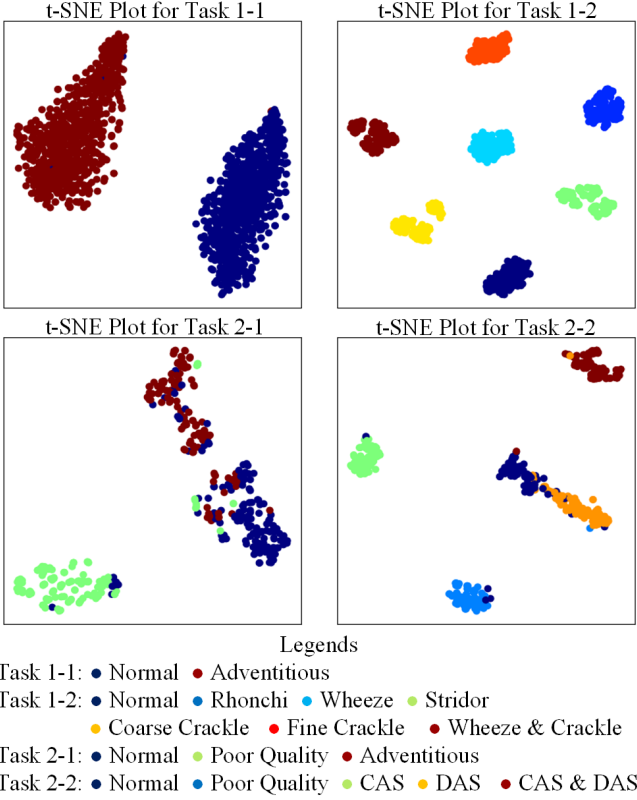 t-SNE Plot for Task 1-1
t-SNE Plot for Task 1-2
t-SNE Plot for Task 2-1
t-SNE Plot for Task 2-2
Legends
Task 1-1: Normal Adventitious
Task 1-2: Normal Rhonchi Wheeze Stridor
Coarse Crackle Fine Crackle Wheeze & Crackle
Task 2-1: Normal Poor Quality Adventitious
Task 2-2: Normal Poor Quality CAS DAS CAS & DAS